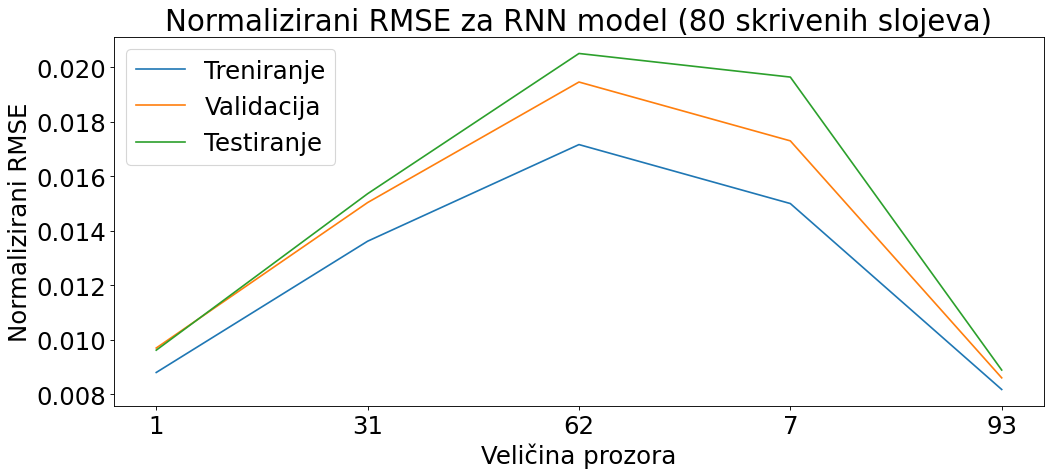 Normalizirani RMSE za RNN model (80 skrivenih slojeva)
Treniranje
Validacija
Testiranje
Normalizirani RMSE
0.020
0.018
0.016
0.014
0.012
0.010
0.008
1 31 62 7 93
Veličina prozora